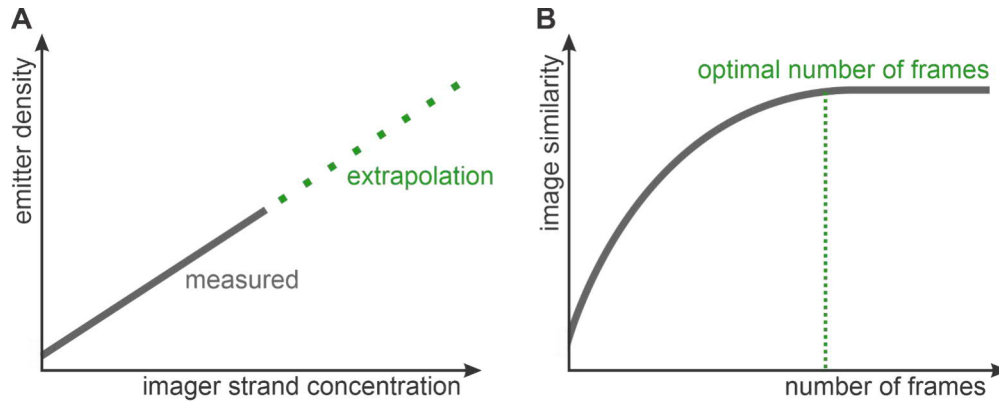 A
emitter density
extrapolation
measured
imager strand concentration
B
optimal number of frames
image similarity
number of frames